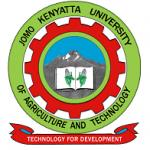 JOMO KENYATTA UNIVERSITY
OF AGRICULTURE AND TECHNOLOGY
TECHNOLOGY FOR DEVELOPMENT